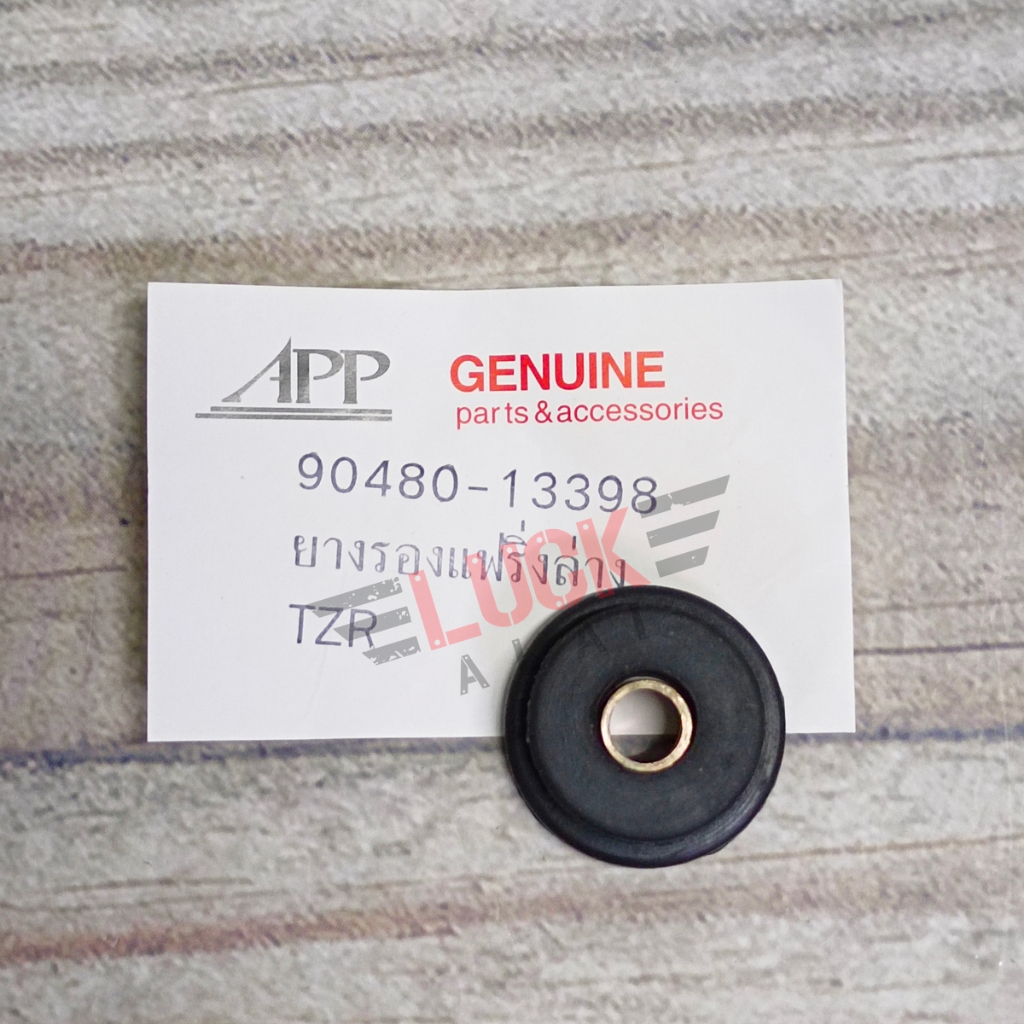 APP
GENUINE
parts & accessories
90480-13398
ยางรองแฟริ่งล่าง
TZR
LUCK